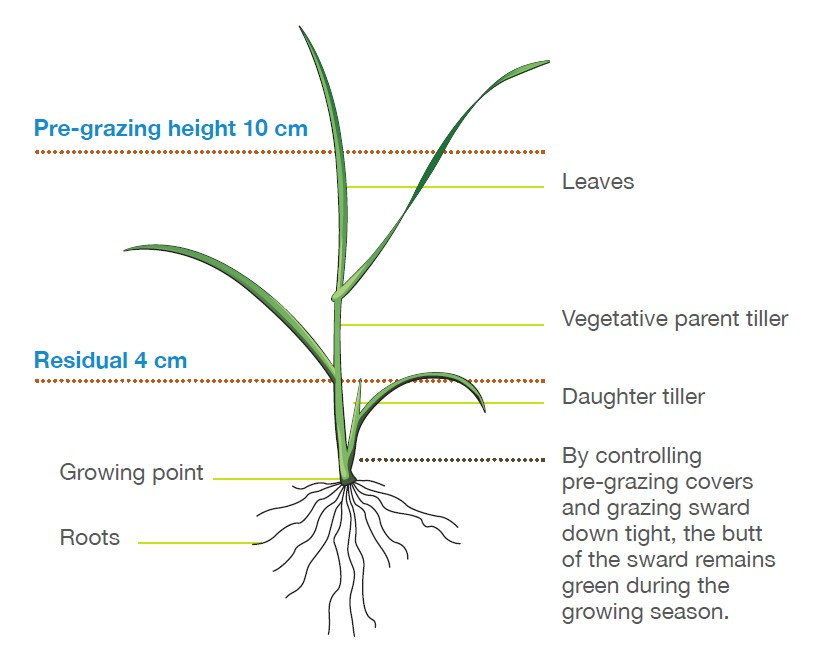 Pre-grazing height 10 cm
Leaves
Vegetative parent tiller
Residual 4 cm
Daughter tiller
By controlling
pre-grazing covers
and grazing sward
down tight, the butt
of the sward remains
green during the
growing season.
Growing point
Roots